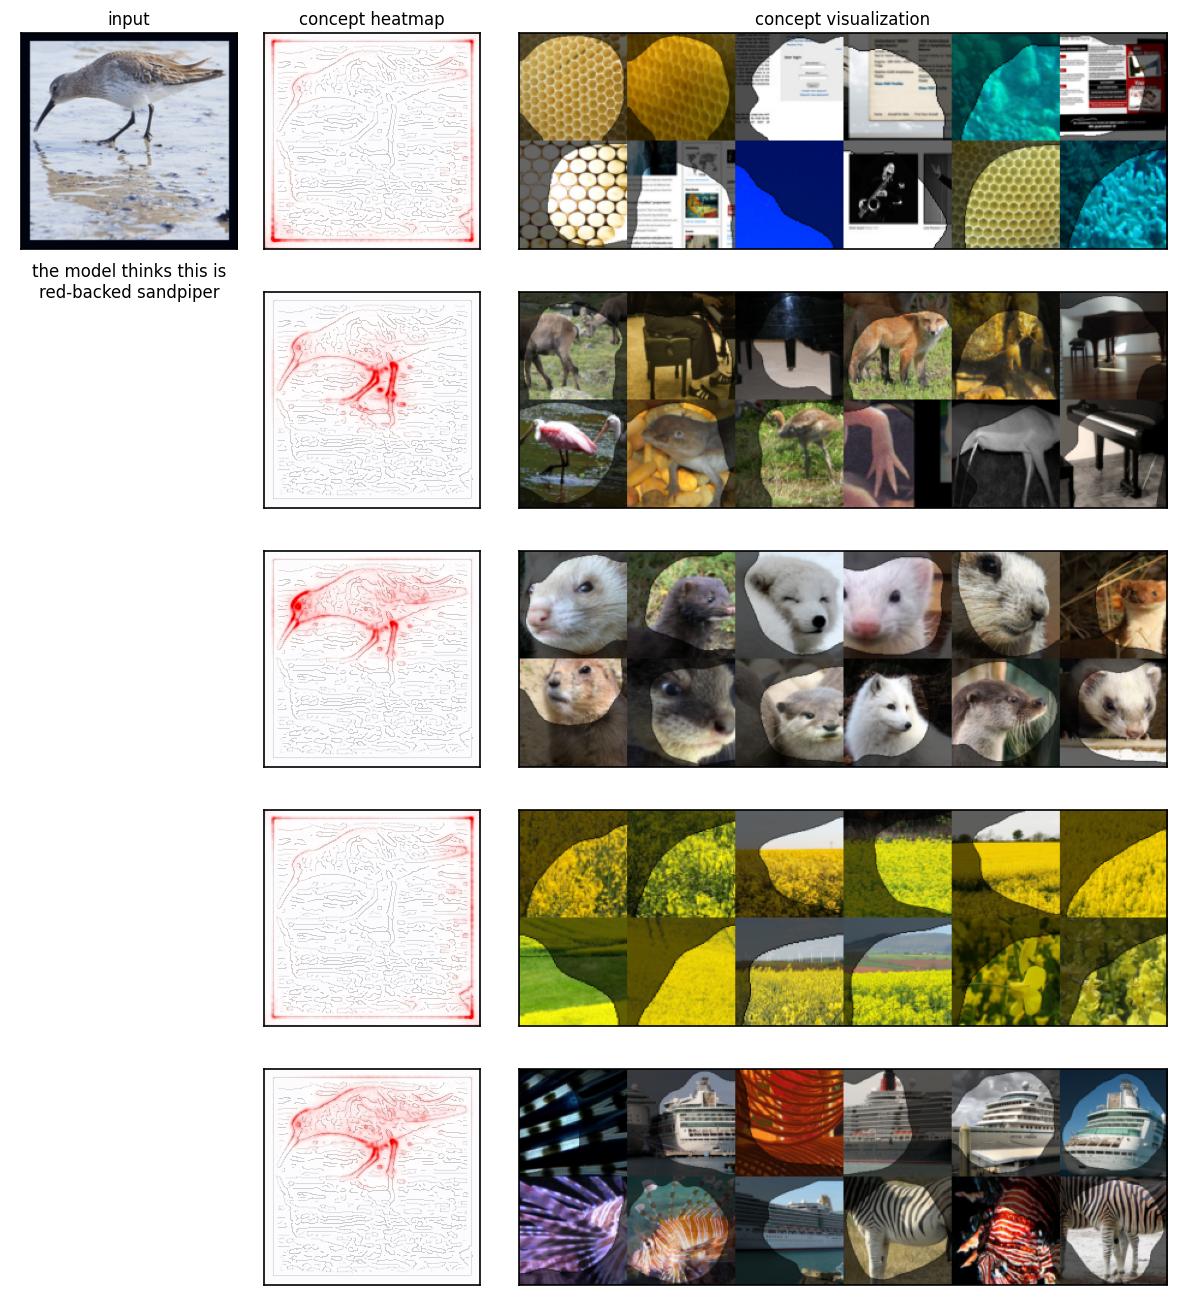 input
concept heatmap
concept visualization
the model thinks this is
red-backed sandpiper